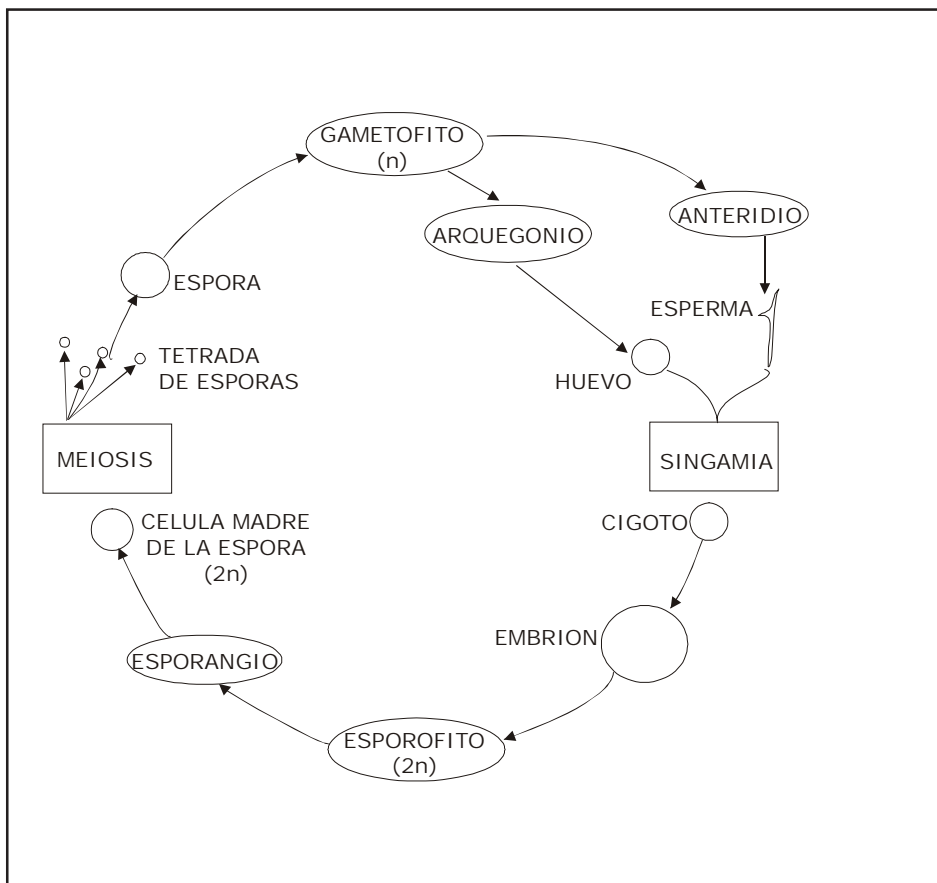 GAMETOFITO
(n)
ANTERIDIO
ARQUEGONIO
ESPORA
ESPERMA
TETRADA
DE ESPORAS
HUEVO
MEIOSIS
SINGAMIA
CELULA MADRE
DE LA ESPORA
(2n)
CIGOTO
EMBRION
ESPORANGIO
ESPOROFITO
(2n)